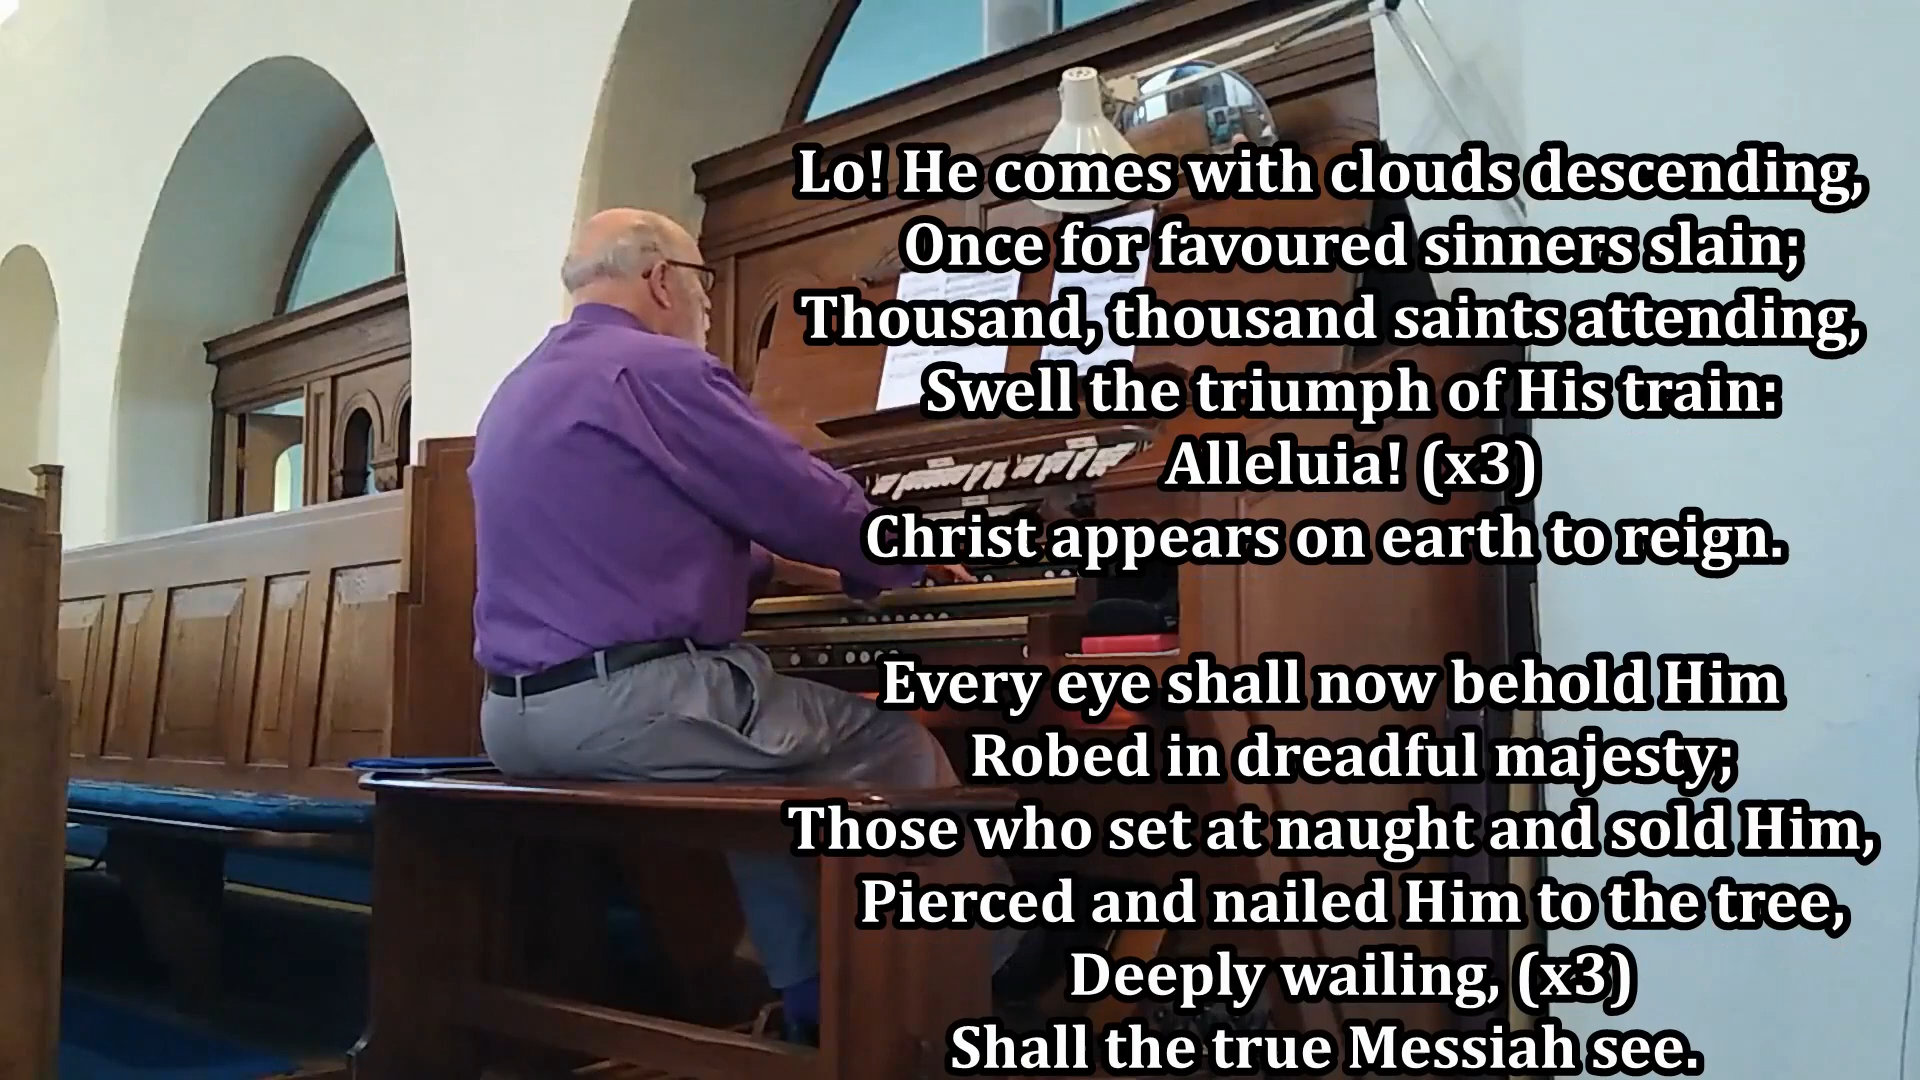 Lo! He comes with clouds descending,
Once for favoured sinners slain;
Thousand, thousand saints attending,
Swell the triumph of His train:
Alleluia! (x3)
Christ appears on earth to reign.
Every eye shall now behold Him
Robed in dreadful majesty;
Those who set at naught and sold Him,
Pierced and nailed Him to the tree,
Deeply wailing, (x3)
Shall the true Messiah see.